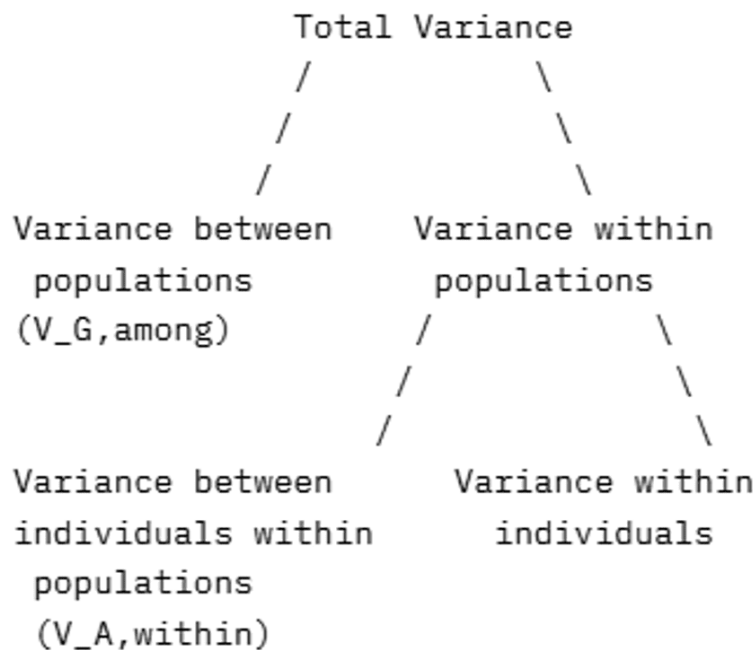 Total Variance
/ \
/ \
/ \
Variance between Variance within
populations populations
(V_G,among) / \
/ \
/ \
Variance between Variance within
individuals within individuals
populations
(V_A,within)